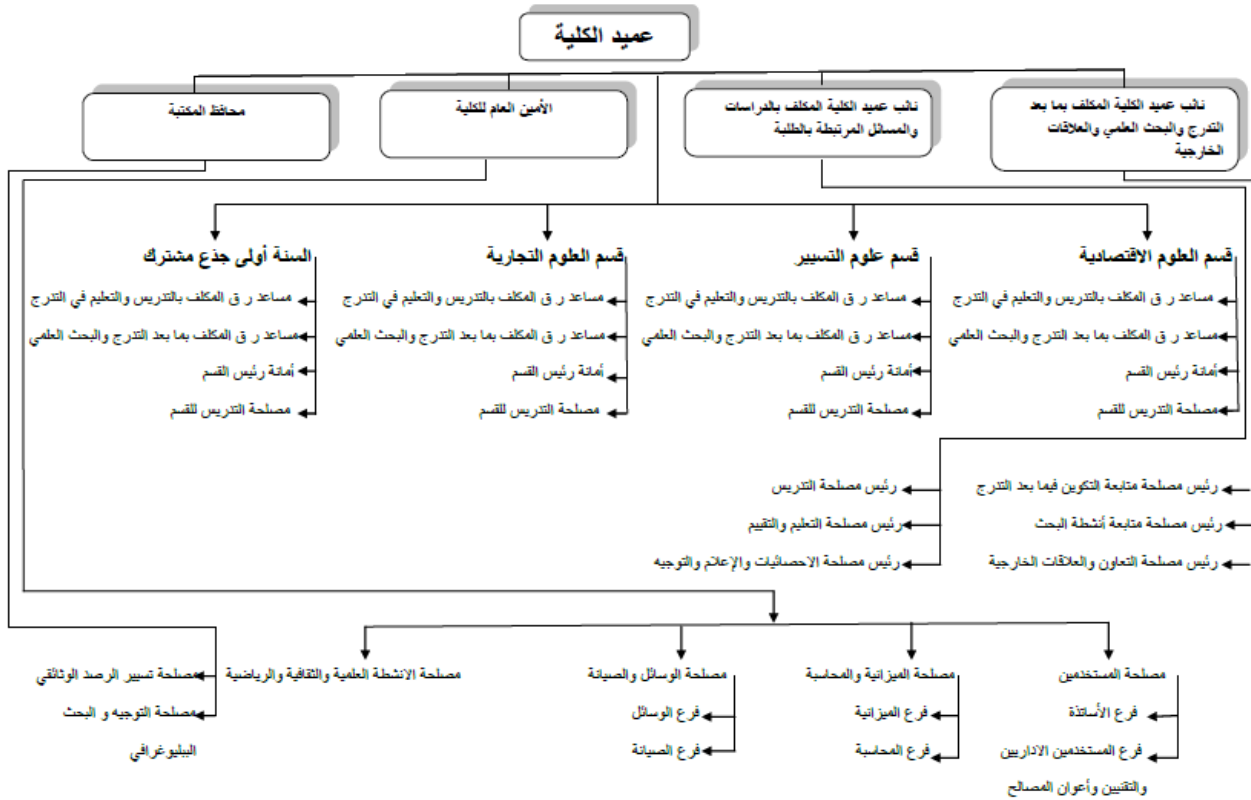 عميد الكلية
نائب عميد الكلية المكلف بما بعد
التدرج والبحث العلمي والعلاقات
الخارجية
نائب عميد الكلية المكلف بالدراسات
والمسائل المرتبطة بالطلبة
الأمين العام للكلية
محافظ المكتبة
قسم العلوم الاقتصادية
مساعد ر ق المكلف بالتدريس والتعليم في التدرج
مساعد ر ق المكلف بما بعد التدرج والبحث العلمي
أمانة رئيس القسم
مصلحة التدريس للقسم
قسم علوم التسيير
مساعد ر ق المكلف بالتدريس والتعليم في التدرج
مساعد ر ق المكلف بما بعد التدرج والبحث العلمي
أمانة رئيس القسم
مصلحة التدريس للقسم
قسم العلوم التجارية
مساعد ر ق المكلف بالتدريس والتعليم في التدرج
مساعد ر ق المكلف بما بعد التدرج والبحث العلمي
أمانة رئيس القسم
مصلحة التدريس للقسم
السنة أولى جذع مشترك
مساعد ر ق المكلف بالتدريس والتعليم في التدرج
مساعد ر ق المكلف بما بعد التدرج والبحث العلمي
أمانة رئيس القسم
مصلحة التدريس للقسم
رئيس مصلحة متابعة التكوين فيما بعد التدرج
رئيس مصلحة متابعة أنشطة البحث
رئيس مصلحة التعاون والعلاقات الخارجية
رئيس مصلحة التدريس
رئيس مصلحة التعليم والتقييم
رئيس مصلحة الاحصائيات والإعلام والتوجيه
مصلحة المستخدمين
فرع الأساتذة
فرع المستخدمين الاداريين
والتقنيين وأعوان المصالح
مصلحة الميزانية والمحاسبة
فرع الميزانية
فرع المحاسبة
مصلحة الوسائل والصيانة
فرع الوسائل
فرع الصيانة
مصلحة الانشطة العلمية والثقافية والرياضية
مصلحة تسيير الرصد الوثائقي
مصلحة التوجيه و البحث
الببليوغرافي